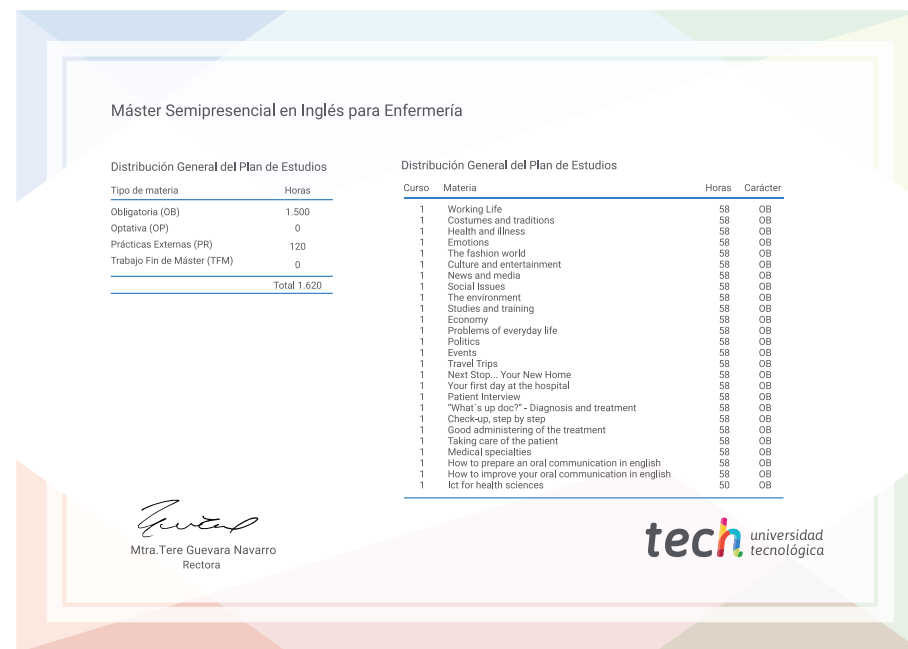 Máster Semipresencial en Inglés para Enfermería
Distribución General del Plan de Estudios
Tipo de materia Horas
Obligatoria (OB) 1.500
Optativa (OP) 0
Prácticas Externas (PR) 120
Trabajo Fin de Máster (TFM) 0
Total 1.620
Distribución General del Plan de Estudios
Curso Materia Horas Carácter
1 Working Life 58 OB
1 Costumes and traditions 58 OB
1 Health and illness 58 OB
1 Emotions 58 OB
1 The fashion world 58 OB
1 Culture and entertainment 58 OB
1 News and media 58 OB
1 Social Issues 58 OB
1 The environment 58 OB
1 Studies and training 58 OB
1 Economy 58 OB
1 Problems of everyday life 58 OB
1 Politics 58 OB
1 Events 58 OB
1 Travel Trips 58 OB
1 Next Stop... Your New Home 58 OB
1 Your first day at the hospital 58 OB
1 Patient Interview 58 OB
1 "What´s up doc?" - Diagnosis and treatment 58 OB
1 Check-up, step by step 58 OB
1 Good administering of the treatment 58 OB
1 Taking care of the patient 58 OB
1 Medical specialties 58 OB
1 How to prepare an oral communication in english 58 OB
1 How to improve your oral communication in english 58 OB
1 Ict for health sciences 50 OB
Mtra.Tere Guevara Navarro
Rectora
tech universidad
tecnológica